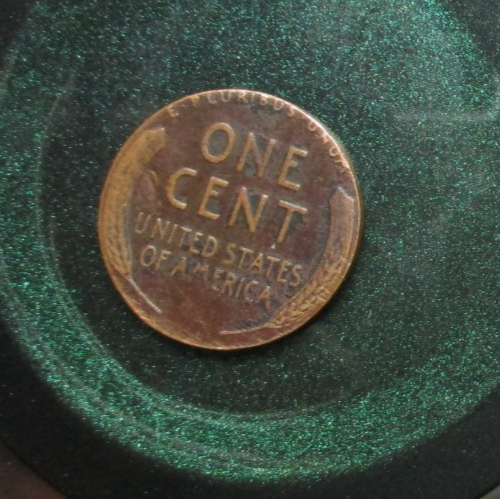 E PLURIBUS UNUM
ONE
CENT
UNITED STATES
OF AMERICA